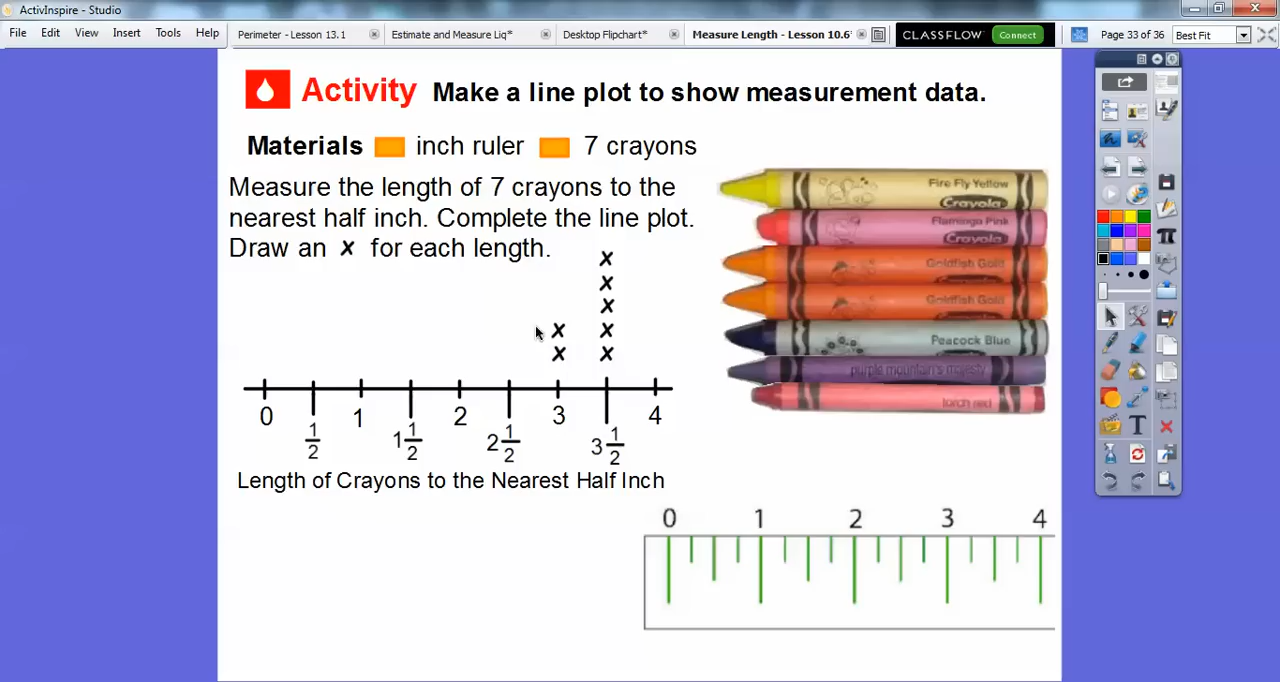 ActivInspire - Studio
File Edit View Insert Tools Help
Perimeter - Lesson 13.1
Estimate and Measure Liq*
Desktop Flipchart*
Measure Length - Lesson 10.6
CLASSFLOW Connect
Page 33 of 36
Best Fit
Activity Make a line plot to show measurement data.
Materials inch ruler 7 crayons
Measure the length of 7 crayons to the
nearest half inch. Complete the line plot.
Draw an x for each length.
x
x
x
x x
x x
0 1/2 1 1 1/2 2 2 1/2 3 3 1/2 4
Length of Crayons to the Nearest Half Inch
Fire Fly Yellow
Crayola
Flamingo Pink
Crayola
Goldfish Gold
Goldfish Gold
Peacock Blue
purple mountain's majesty
torch red
0 1 2 3 4